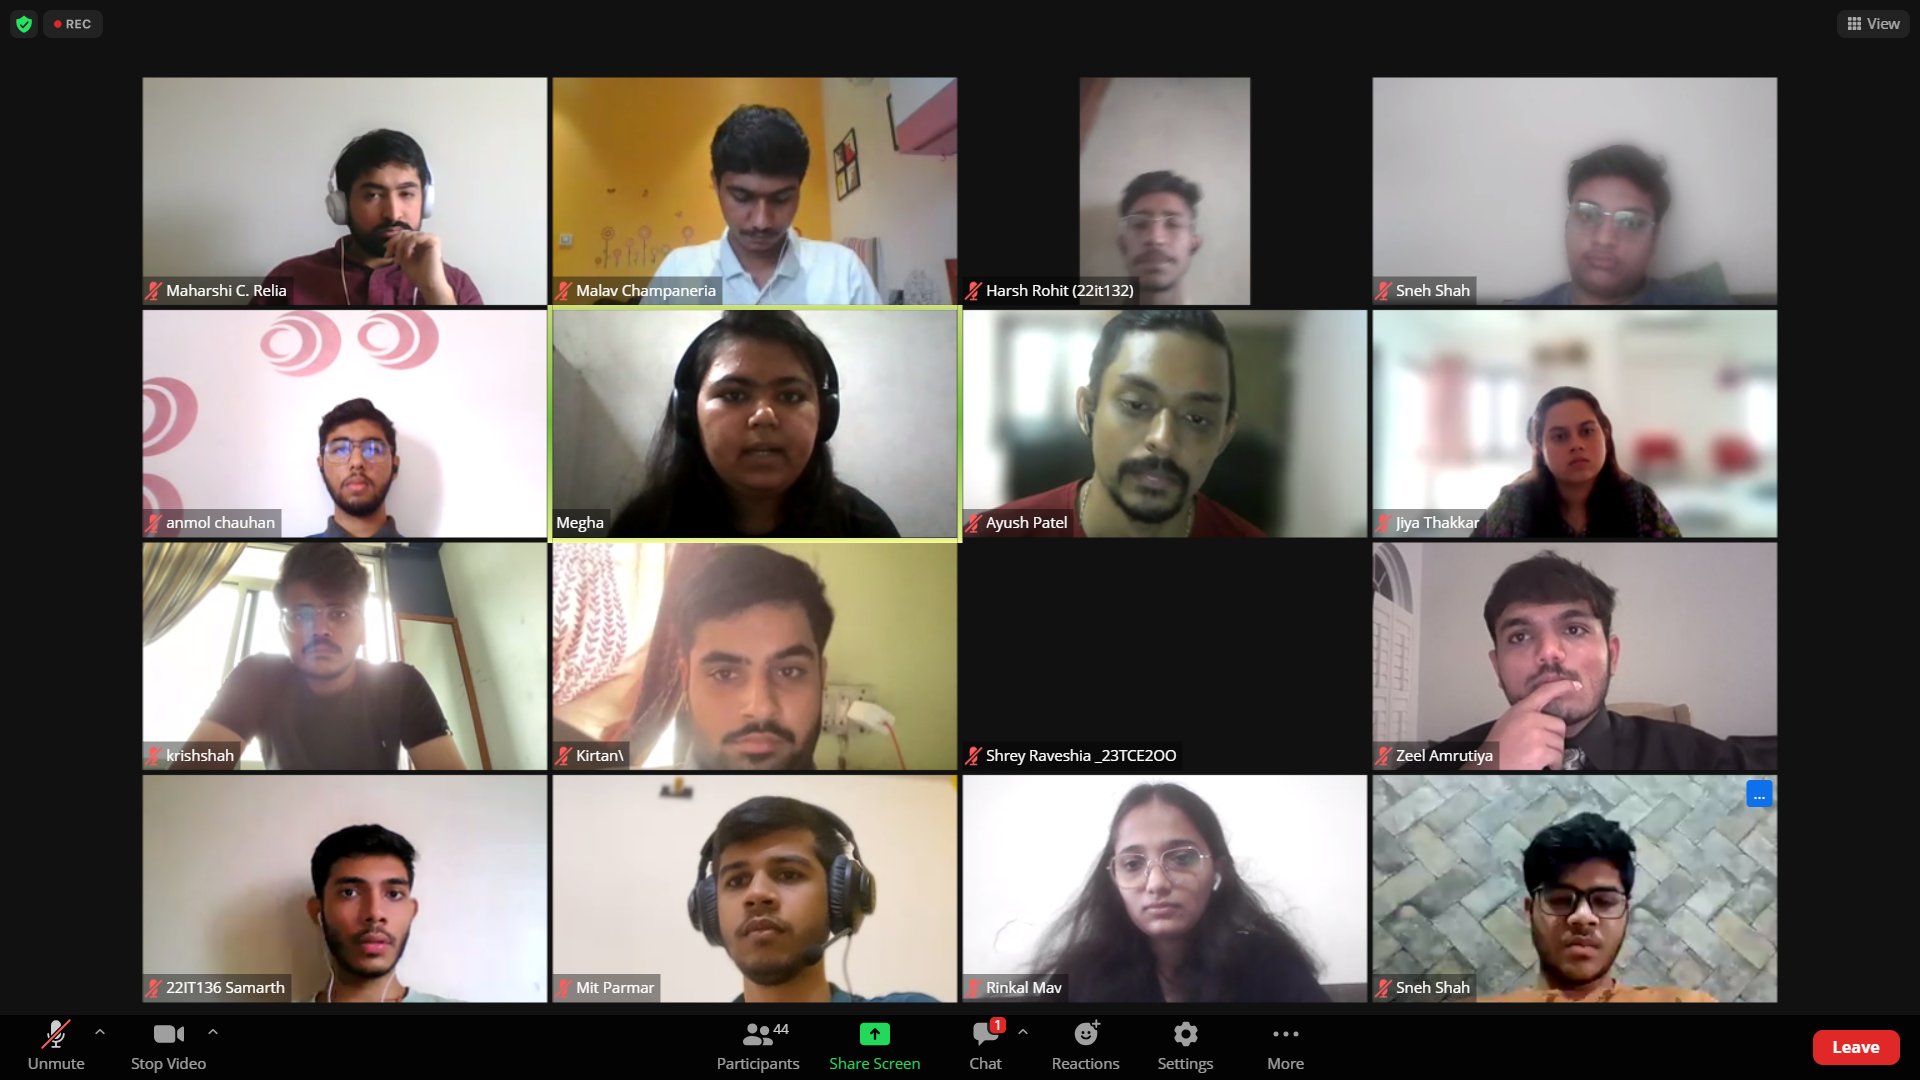 REC
View
Maharshi C. Relia
Malav Champaneria
Harsh Rohit (22it132)
Sneh Shah
anmol chauhan
Megha
Ayush Patel
Jiya Thakkar
krishshah
Kirtan\
Shrey Raveshia _23TCE2OO
Zeel Amrutiya
...
22IT136 Samarth
Mit Parmar
Rinkal Mav
Sneh Shah
Unmute
Stop Video
44
Participants
Share Screen
1
Chat
Reactions
Settings
More
Leave